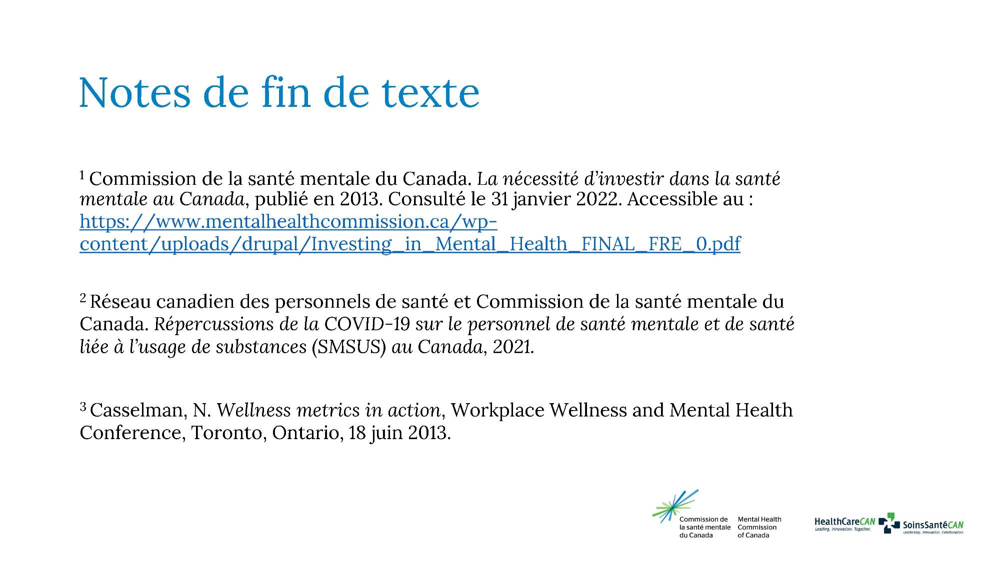 Notes de fin de texte
¹ Commission de la santé mentale du Canada. La nécessité d’investir dans la santé
mentale au Canada, publié en 2013. Consulté le 31 janvier 2022. Accessible au :
https://www.mentalhealthcommission.ca/wp-
content/uploads/drupal/Investing_in_Mental_Health_FINAL_FRE_0.pdf
² Réseau canadien des personnels de santé et Commission de la santé mentale du
Canada. Répercussions de la COVID-19 sur le personnel de santé mentale et de santé
liée à l’usage de substances (SMSUS) au Canada, 2021.
³ Casselman, N. Wellness metrics in action, Workplace Wellness and Mental Health
Conference, Toronto, Ontario, 18 juin 2013.
Commission de
la santé mentale
du Canada
Mental Health
Commission
of Canada
HealthCareCAN
Leading. Innovation. Together.
SoinsSantéCAN
Leadership. Innovation. Collaboration.